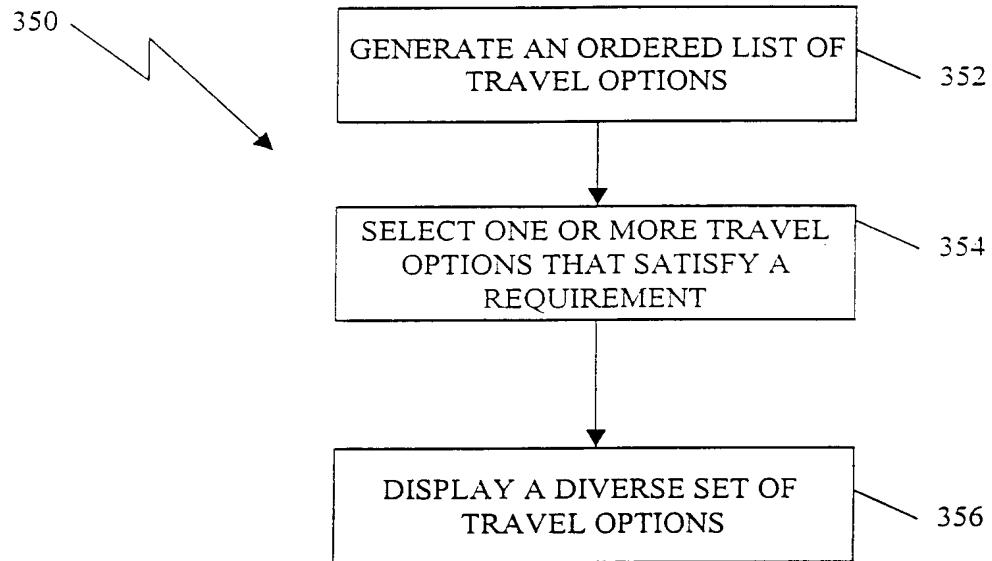 350
GENERATE AN ORDERED LIST OF
TRAVEL OPTIONS
352
SELECT ONE OR MORE TRAVEL
OPTIONS THAT SATISFY A
REQUIREMENT
354
DISPLAY A DIVERSE SET OF
TRAVEL OPTIONS
356